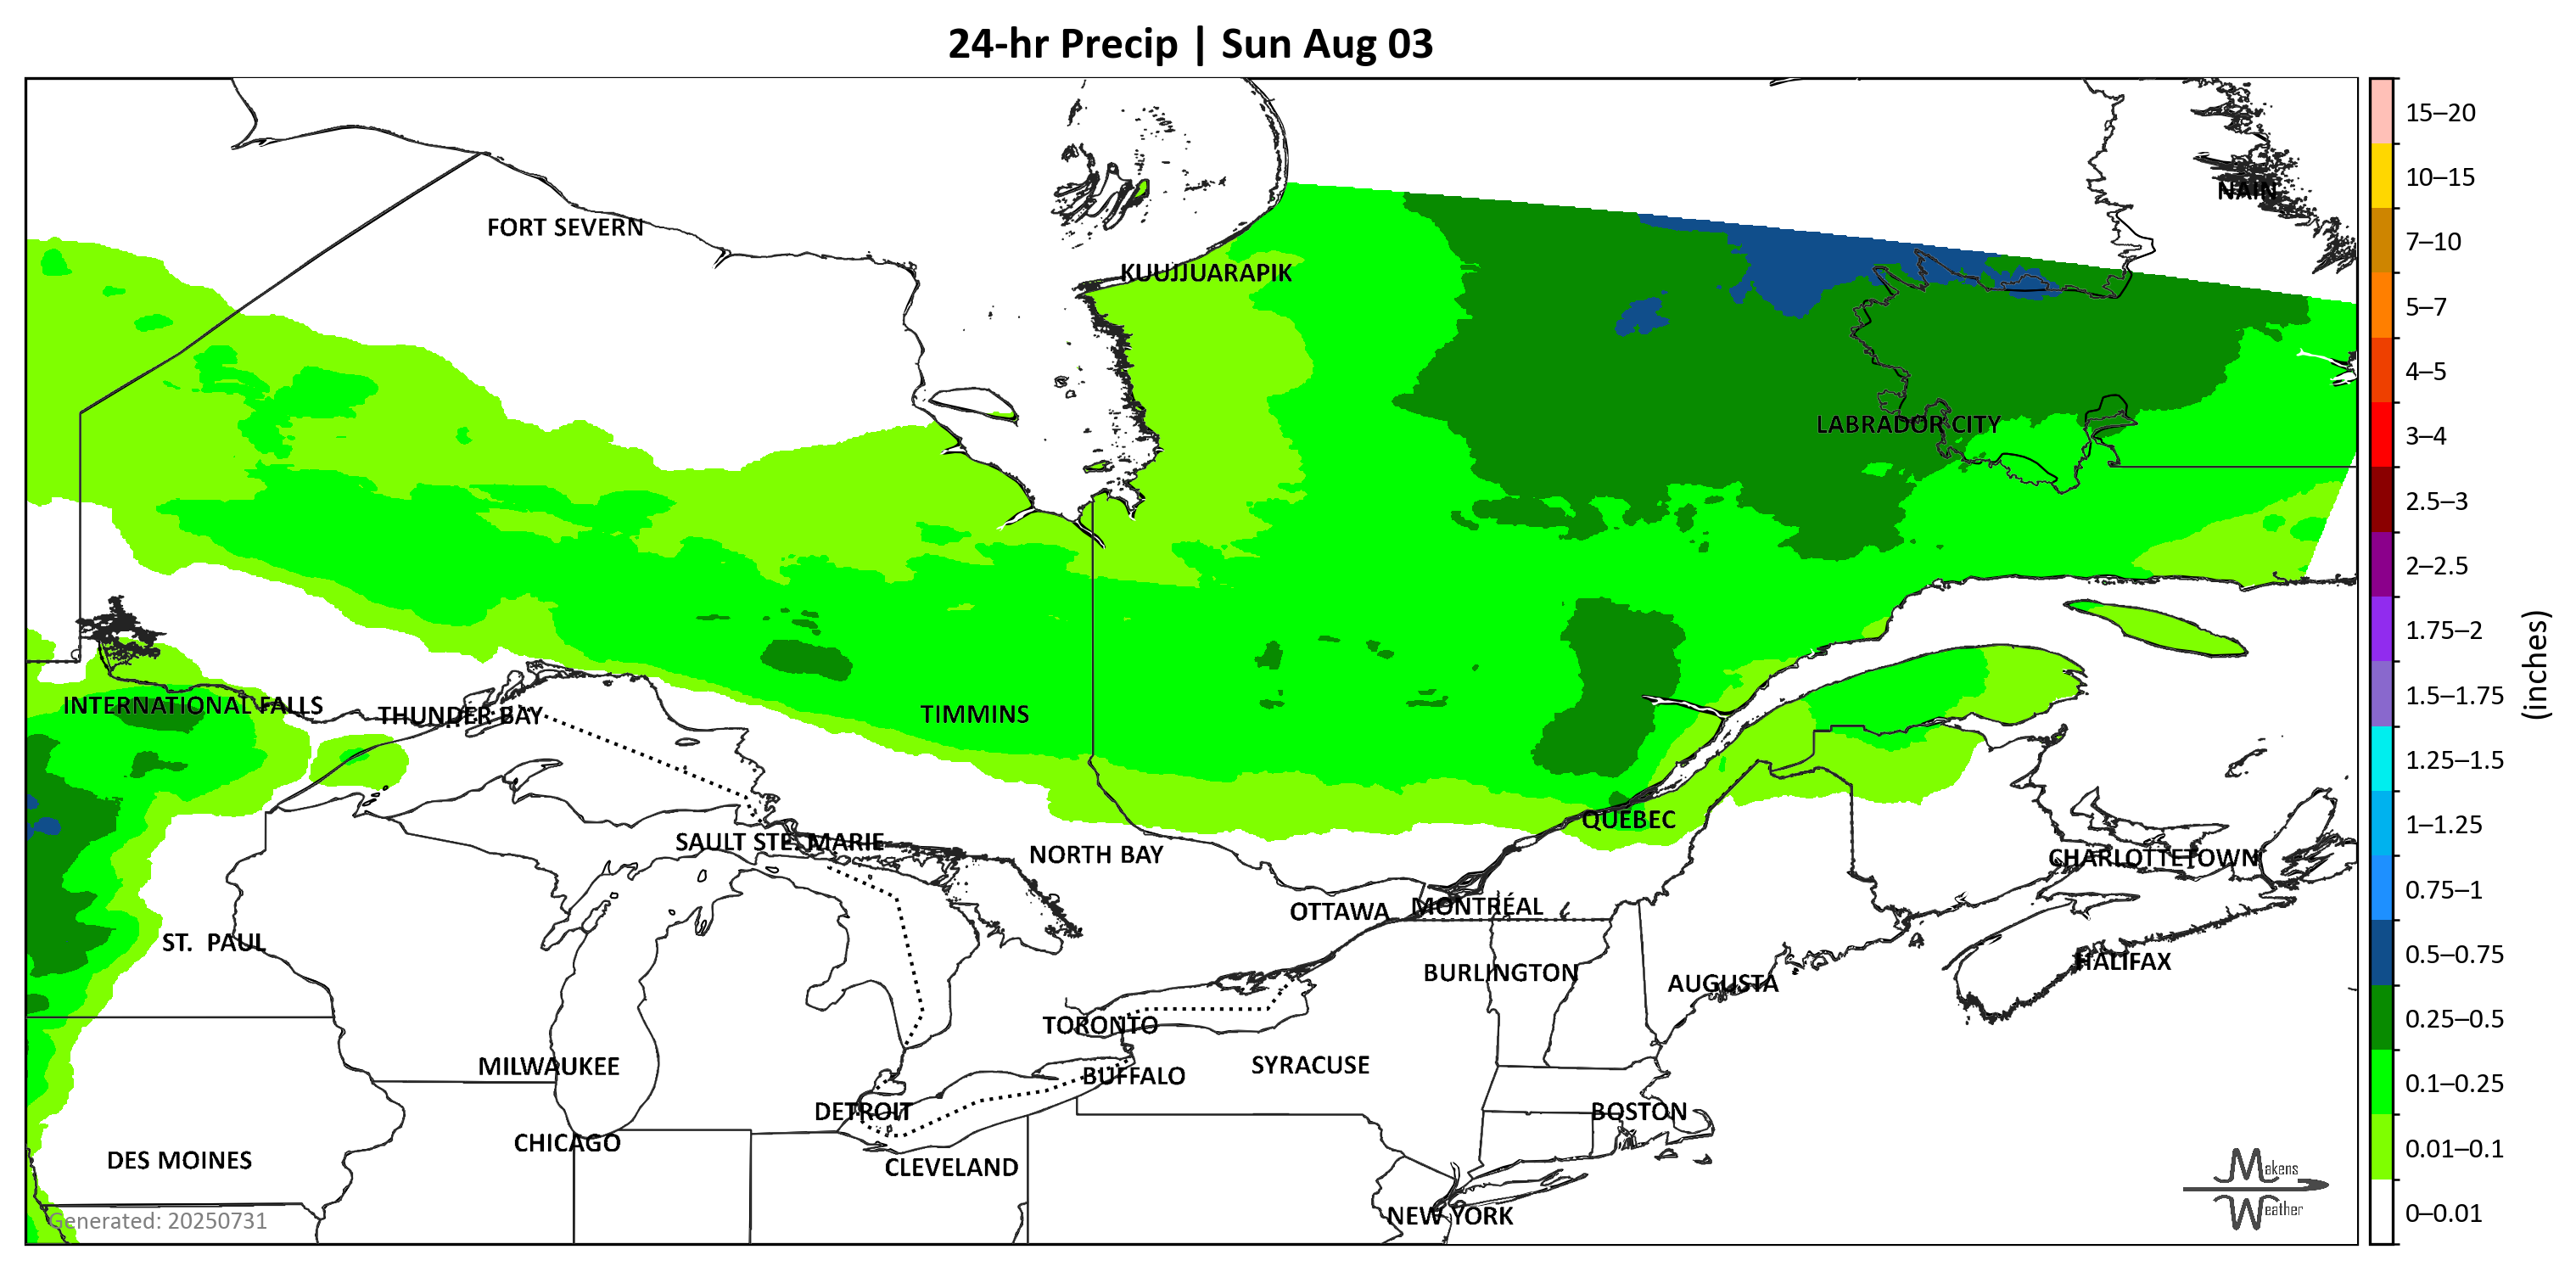 24-hr Precip | Sun Aug 03
NAIN
FORT SEVERN
KUUJJUARAPIK
LABRADOR CITY
INTERNATIONAL FALLS
THUNDER BAY
TIMMINS
QUEBEC
SAULT STE. MARIE
NORTH BAY
CHARLOTTETOWN
OTTAWA
MONTRÉAL
ST. PAUL
HALIFAX
BURLINGTON
AUGUSTA
TORONTO
MILWAUKEE
SYRACUSE
BUFFALO
DETROIT
BOSTON
CHICAGO
DES MOINES
CLEVELAND
NEW YORK
Generated: 20250731
Makens
Weather
15–20
10–15
7–10
5–7
4–5
3–4
2.5–3
2–2.5
1.75–2
1.5–1.75
1.25–1.5
1–1.25
0.75–1
0.5–0.75
0.25–0.5
0.1–0.25
0.01–0.1
0–0.01
(inches)